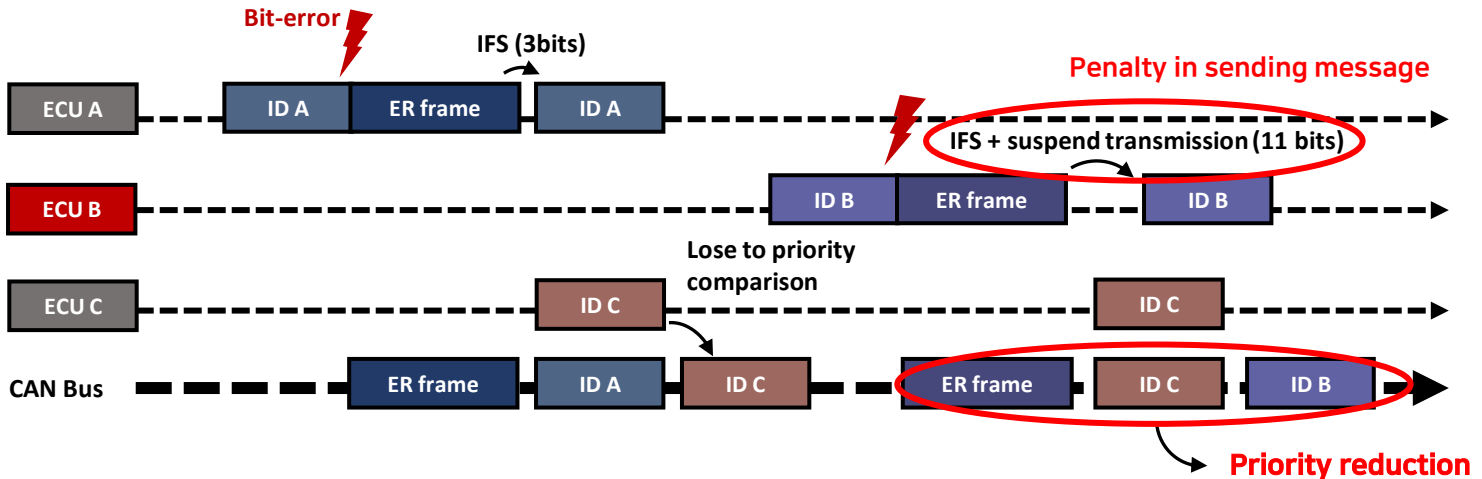 Bit-error
IFS (3bits)
Penalty in sending message
ECU A
ID A
ER frame
ID A
IFS + suspend transmission (11 bits)
ECU B
ID B
ER frame
ID B
Lose to priority
comparison
ECU C
ID C
ID C
CAN Bus
ER frame
ID A
ID C
ER frame
ID C
ID B
Priority reduction